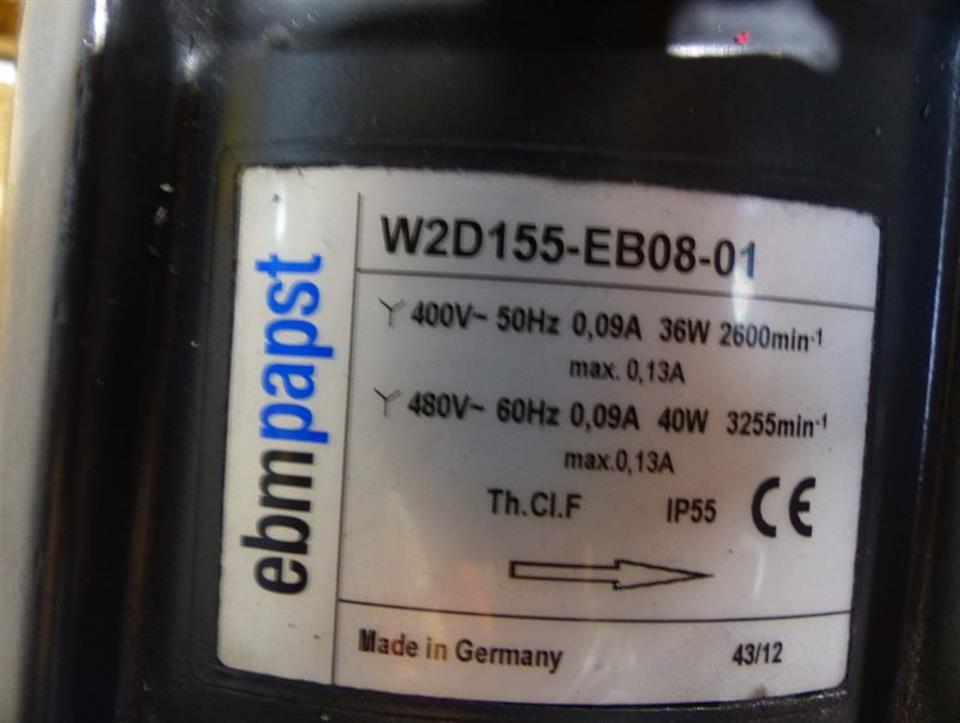 ebmpapst
W2D155-EB08-01
400V~ 50Hz 0,09A 36W 2600min-1
max. 0,13A
480V~ 60Hz 0,09A 40W 3255min-1
max.0,13A
Th.Cl.F IP55 CE
Made in Germany 43/12